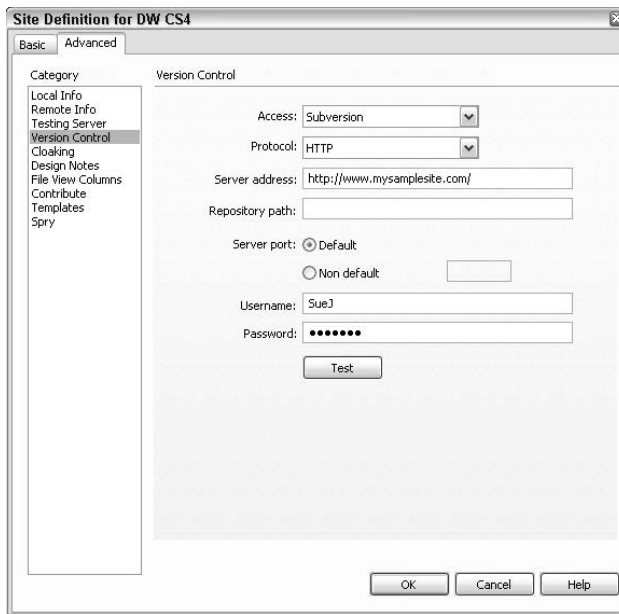 Site Definition for DW CS4
Basic
Advanced
Category
Local Info
Remote Info
Testing Server
Version Control
Cloaking
Design Notes
File View Columns
Contribute
Templates
Spry
Version Control
Access: Subversion
Protocol: HTTP
Server address: http://www.mysamplesite.com/
Repository path:
Server port: Default
Non default
Username: SueJ
Password: ●●●●●●●
Test
OK
Cancel
Help